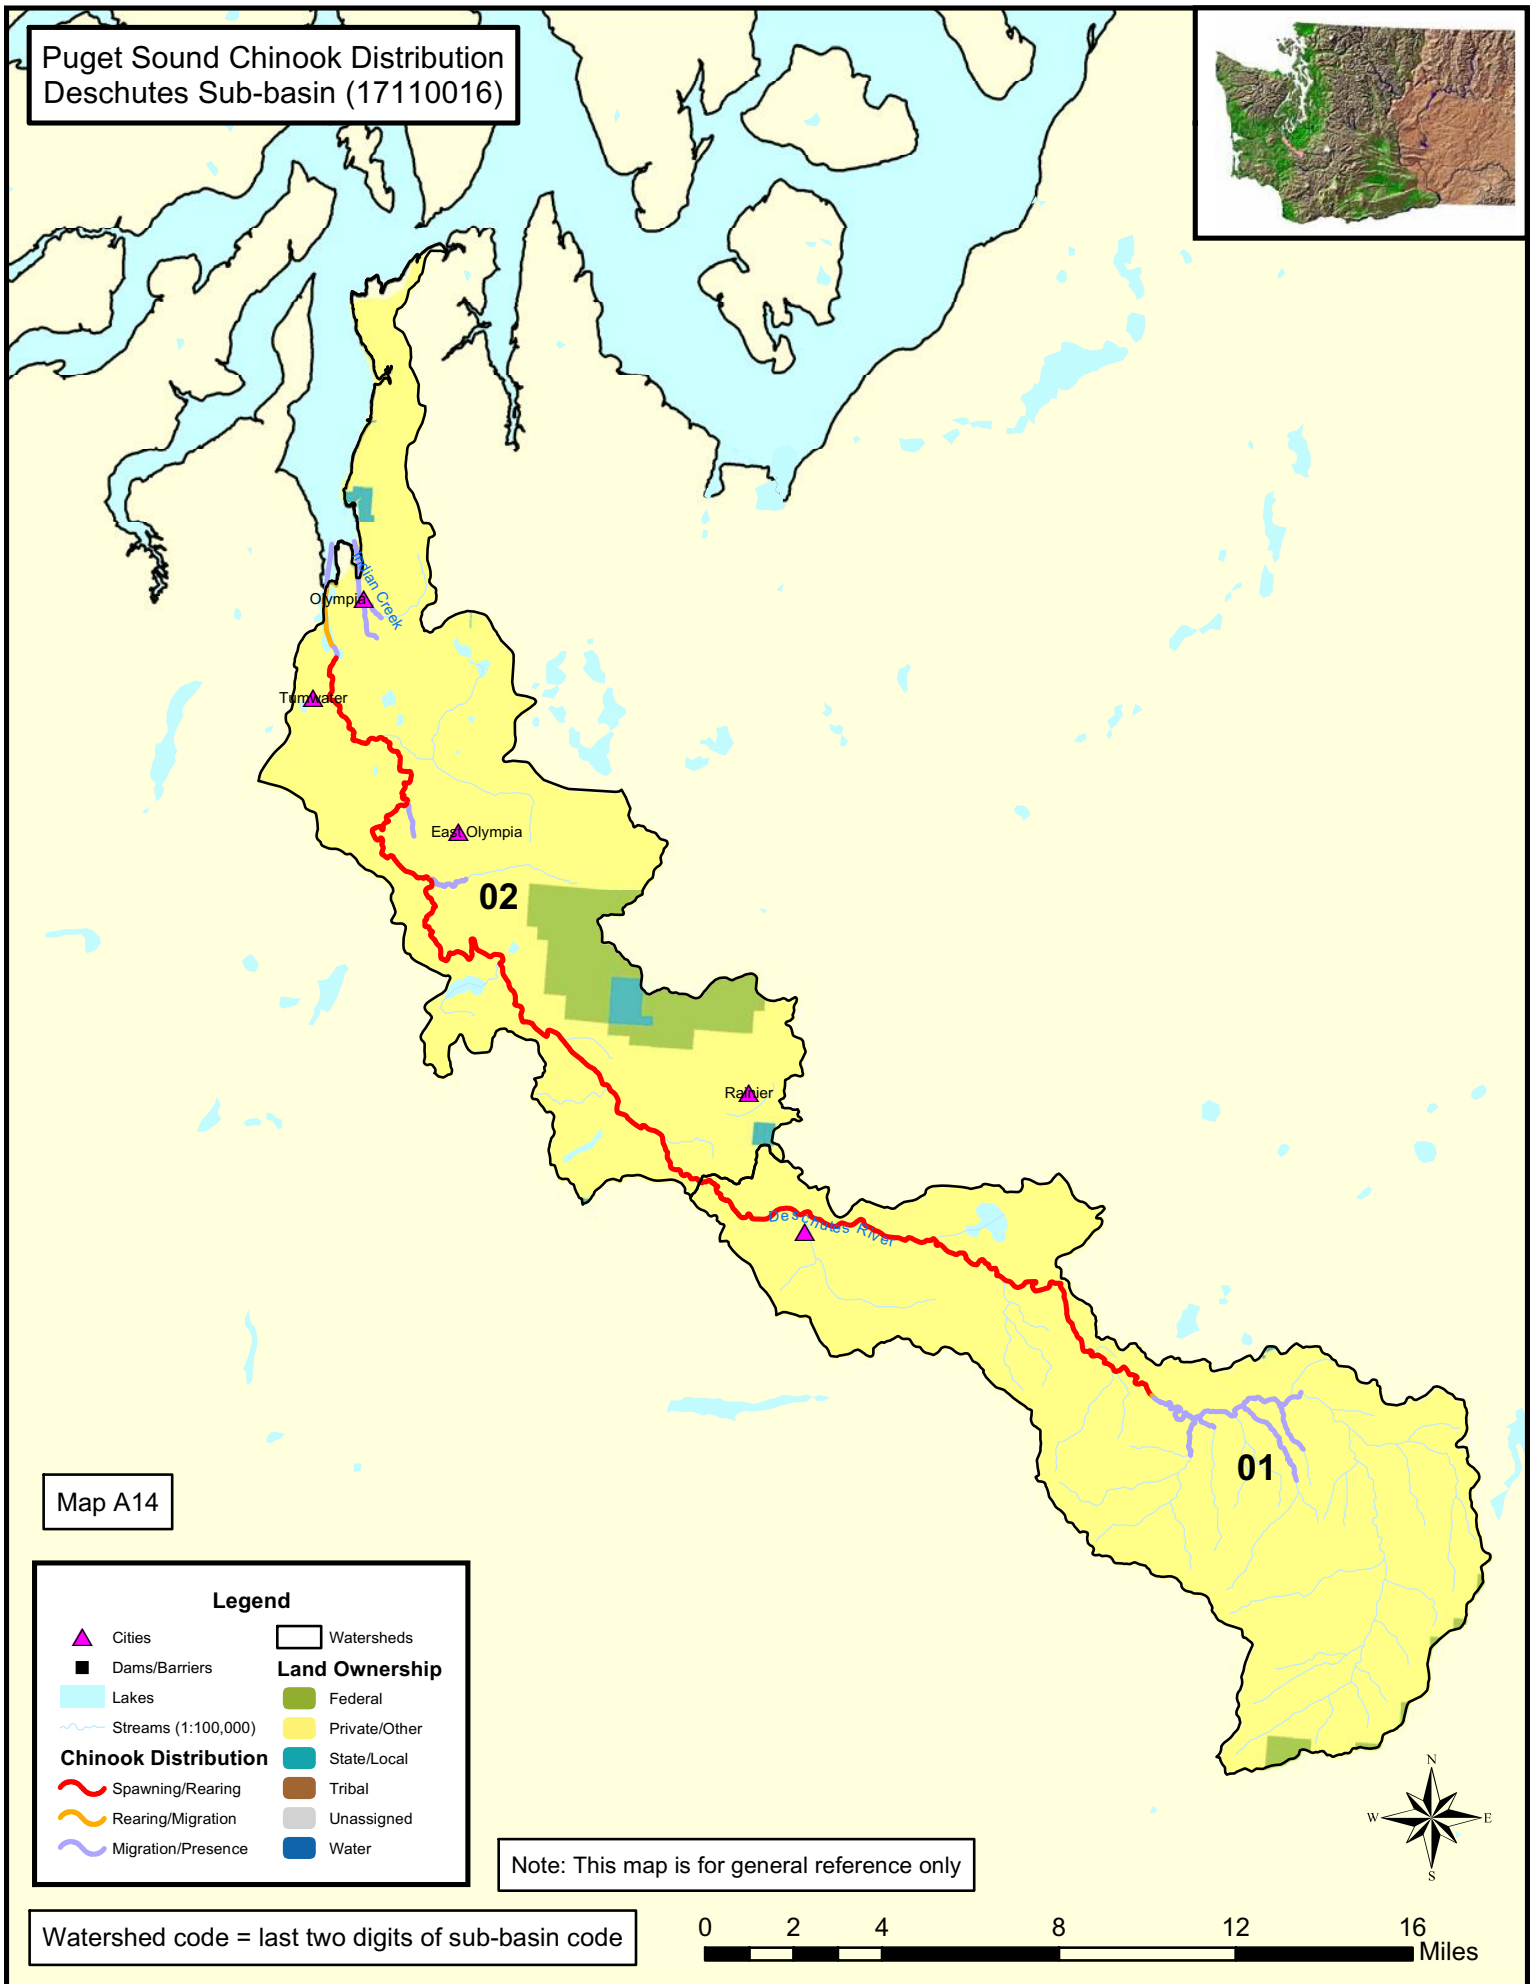 Puget Sound Chinook Distribution
Deschutes Sub-basin (17110016)
Indian Creek
Olympia
Tumwater
East Olympia
02
Rainier
Deschutes River
01
Map A14
Legend
Cities
Dams/Barriers
Lakes
Streams (1:100,000)
Chinook Distribution
Spawning/Rearing
Rearing/Migration
Migration/Presence
Watersheds
Land Ownership
Federal
Private/Other
State/Local
Tribal
Unassigned
Water
N
W
E
S
Note: This map is for general reference only
Watershed code = last two digits of sub-basin code
0 2 4 8 12 16
Miles